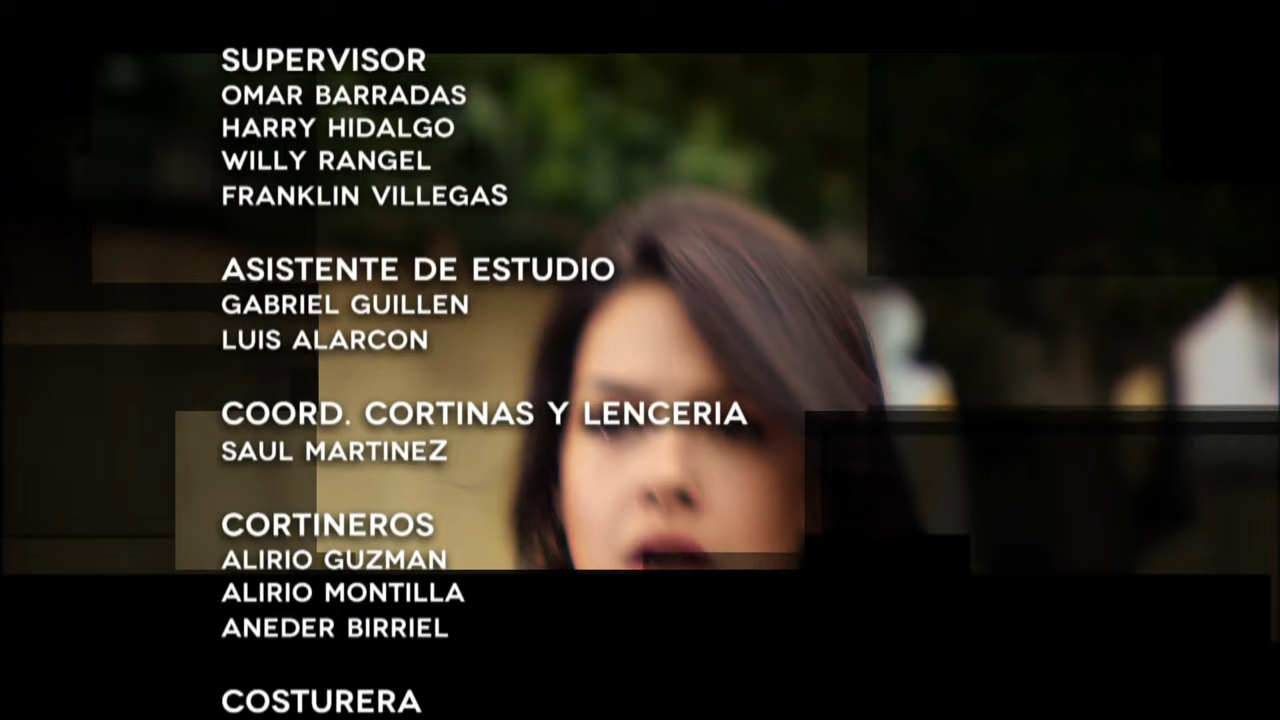 SUPERVISOR
OMAR BARRADAS
HARRY HIDALGO
WILLY RANGEL
FRANKLIN VILLEGAS
ASISTENTE DE ESTUDIO
GABRIEL GUILLEN
LUIS ALARCON
COORD. CORTINAS Y LENCERIA
SAUL MARTINEZ
CORTINEROS
ALIRIO GUZMAN
ALIRIO MONTILLA
ANEDER BIRRIEL
COSTURERA